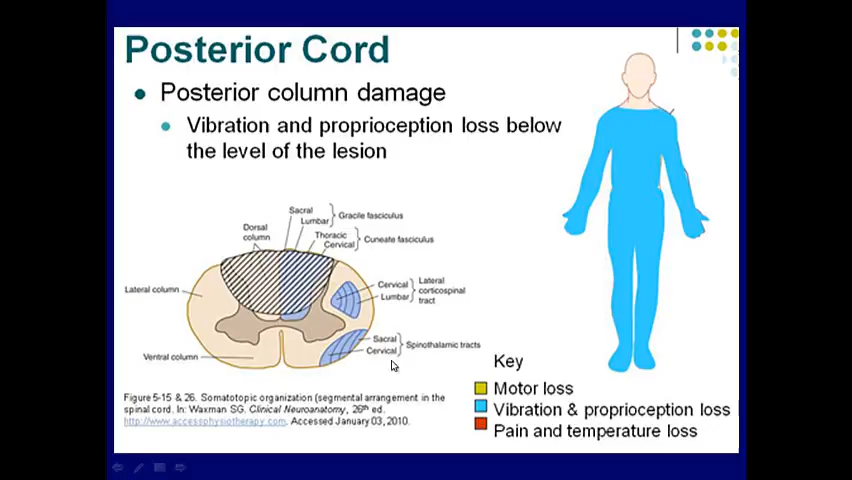 Posterior Cord
Posterior column damage
Vibration and proprioception loss below
the level of the lesion
Sacral
Lumbar
Gracile fasciculus
Dorsal
column
Thoracic
Cervical
Cuneate fasciculus
Lateral column
Cervical
Lumbar
Lateral
corticospinal
tract
Sacral
Cervical
Spinothalamic tracts
Ventral column
Key
Motor loss
Vibration & proprioception loss
Pain and temperature loss
Figure 5-15 & 26. Somatotopic organization (segmental arrangement in the
spinal cord. In: Waxman SG. Clinical Neuroanatomy, 26th ed.
http://www.accessphysiotherapy.com. Accessed January 03, 2010.